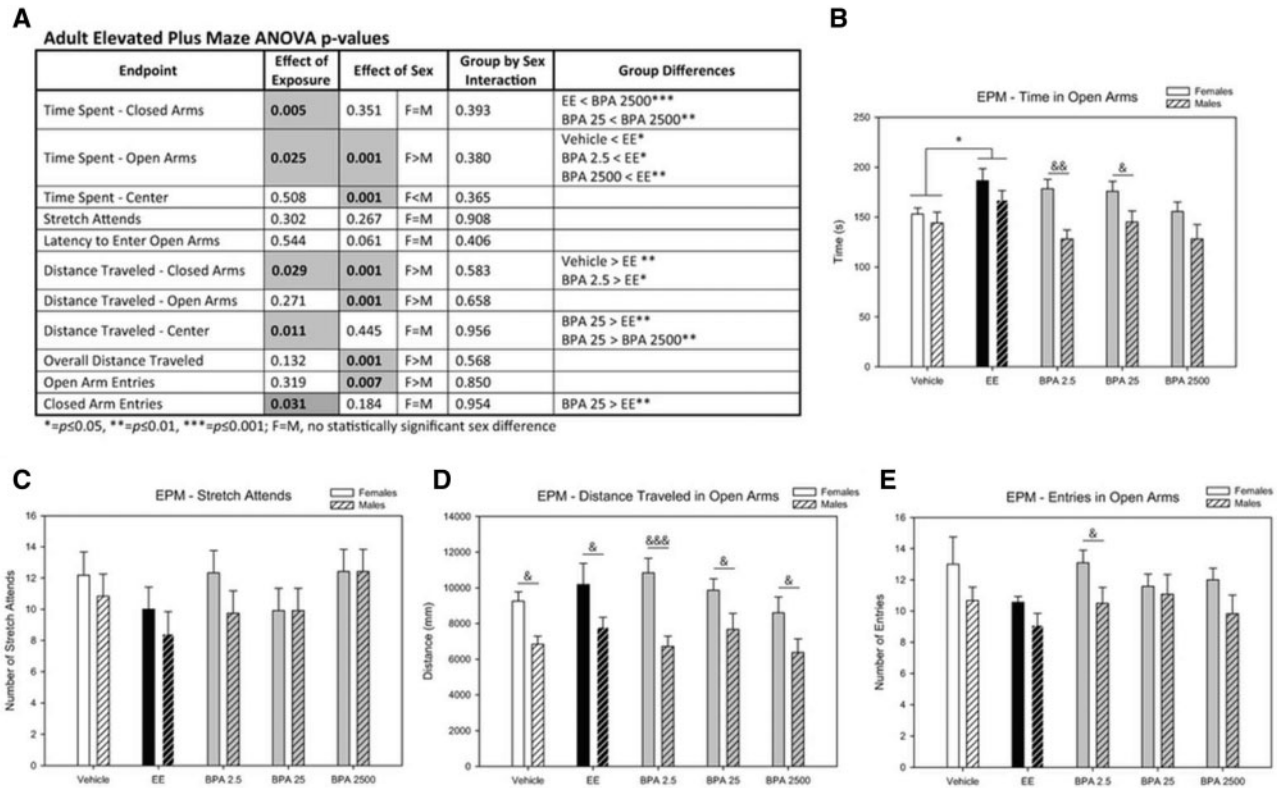 A
Adult Elevated Plus Maze ANOVA p-values
Endpoint Effect of Exposure Effect of Sex Group by Sex Interaction Group Differences
Time Spent - Closed Arms 0.005 0.351 F=M 0.393 EE < BPA 2500***
BPA 25 < BPA 2500**
Time Spent - Open Arms 0.025 0.001 F>M 0.380 Vehicle < EE*
BPA 2.5 < EE*
BPA 2500 < EE**
Time Spent - Center 0.508 0.001 F<M 0.365
Stretch Attends 0.302 0.267 F=M 0.908
Latency to Enter Open Arms 0.544 0.061 F=M 0.406
Distance Traveled - Closed Arms 0.029 0.001 F>M 0.583 Vehicle > EE **
BPA 2.5 > EE*
Distance Traveled - Open Arms 0.271 0.001 F>M 0.658
Distance Traveled - Center 0.011 0.445 F=M 0.956 BPA 25 > EE**
BPA 25 > BPA 2500**
Overall Distance Traveled 0.132 0.001 F>M 0.568
Open Arm Entries 0.319 0.007 F>M 0.850
Closed Arm Entries 0.031 0.184 F=M 0.954 BPA 25 > EE**
*=p≤0.05, **=p≤0.01, ***=p≤0.001; F=M, no statistically significant sex difference
B
EPM - Time in Open Arms
Females
Males
Time (s)
250
200
150
100
50
0
*
&&
&
Vehicle EE BPA 2.5 BPA 25 BPA 2500
C
EPM - Stretch Attends
Females
Males
Number of Stretch Attends
16
14
12
10
8
6
4
2
0
Vehicle EE BPA 2.5 BPA 25 BPA 2500
D
EPM - Distance Traveled in Open Arms
Females
Males
Distance (mm)
14000
12000
10000
8000
6000
4000
2000
0
& & &&& & &
Vehicle EE BPA 2.5 BPA 25 BPA 2500
E
EPM - Entries in Open Arms
Females
Males
Number of Entries
16
14
12
10
8
6
4
2
0
&
Vehicle EE BPA 2.5 BPA 25 BPA 2500